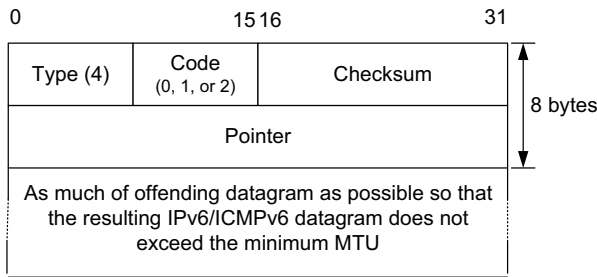 0 15 16 31
Type (4) Code Checksum
(0, 1, or 2)
8 bytes
Pointer
As much of offending datagram as possible so that
the resulting IPv6/ICMPv6 datagram does not
exceed the minimum MTU